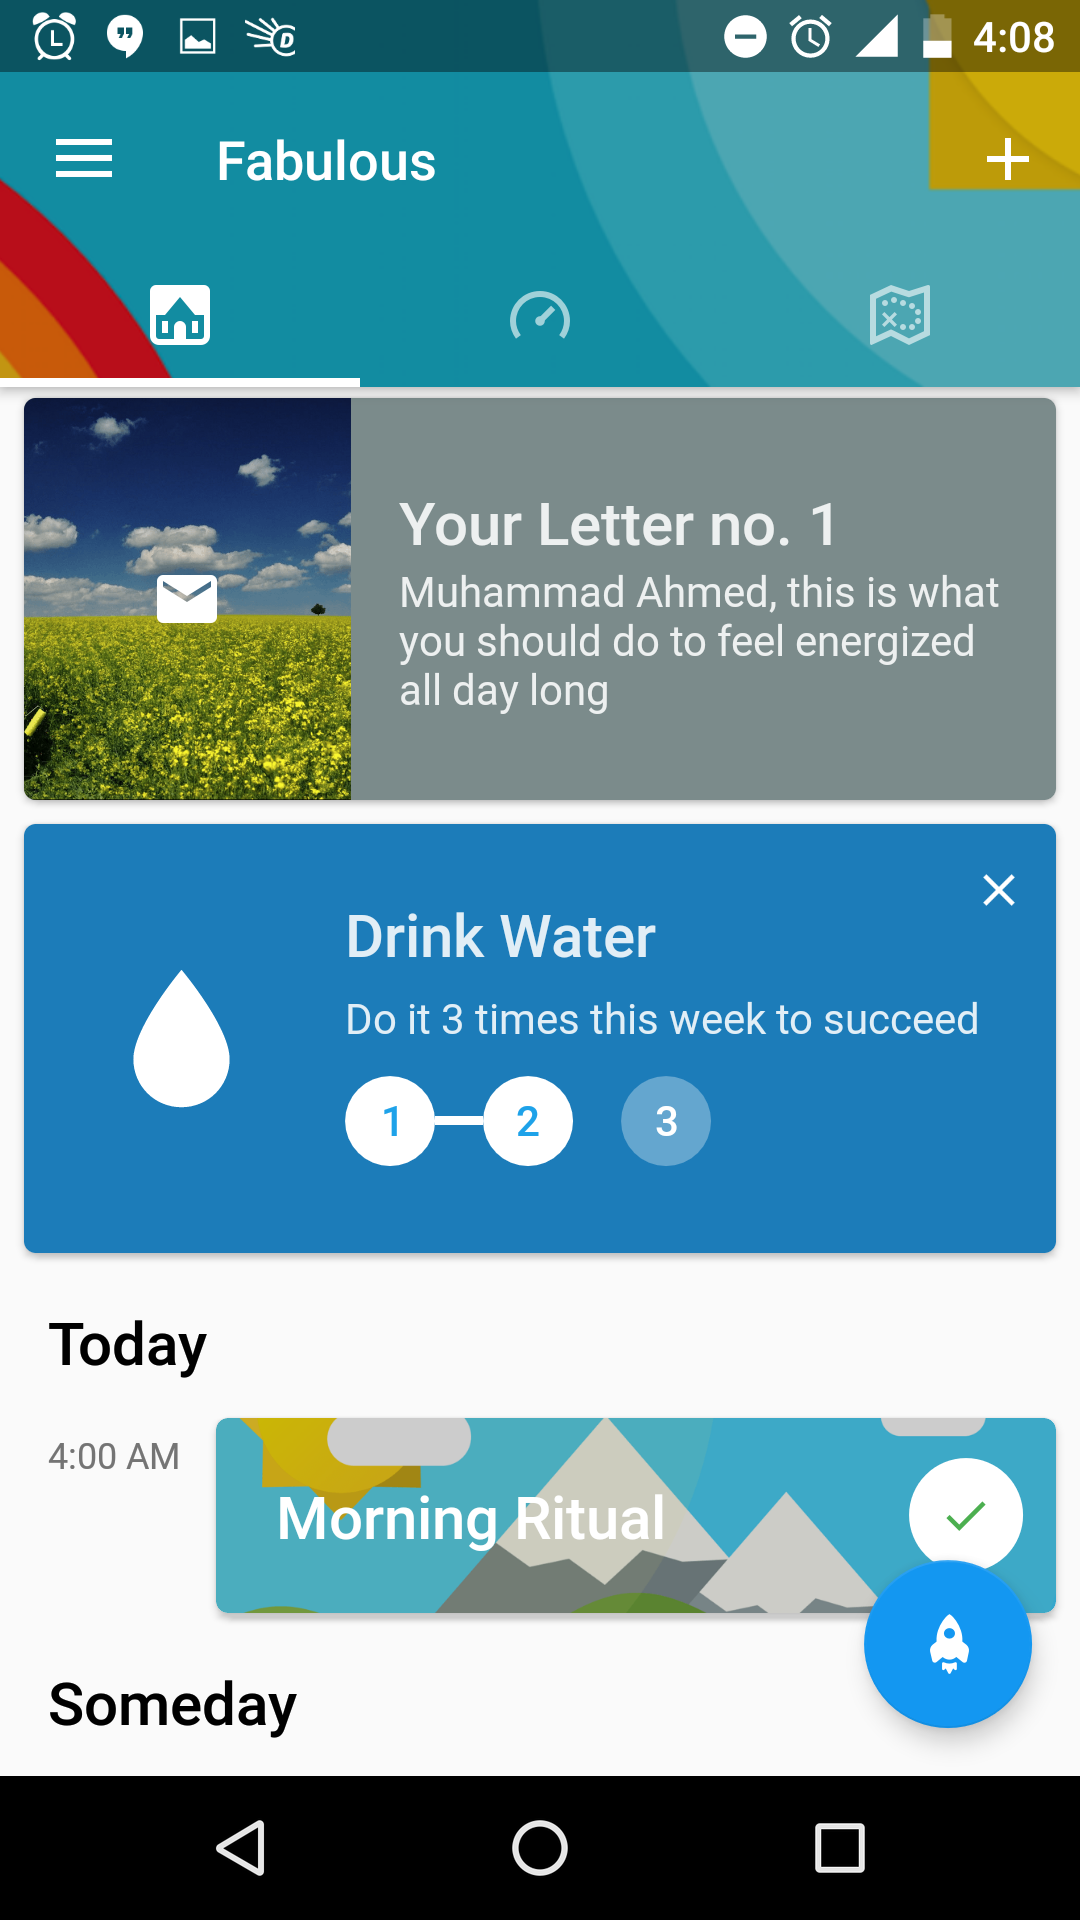 4:08
Fabulous
Your Letter no. 1
Muhammad Ahmed, this is what
you should do to feel energized
all day long
Drink Water
Do it 3 times this week to succeed
1 2 3
Today
4:00 AM
Morning Ritual
Someday